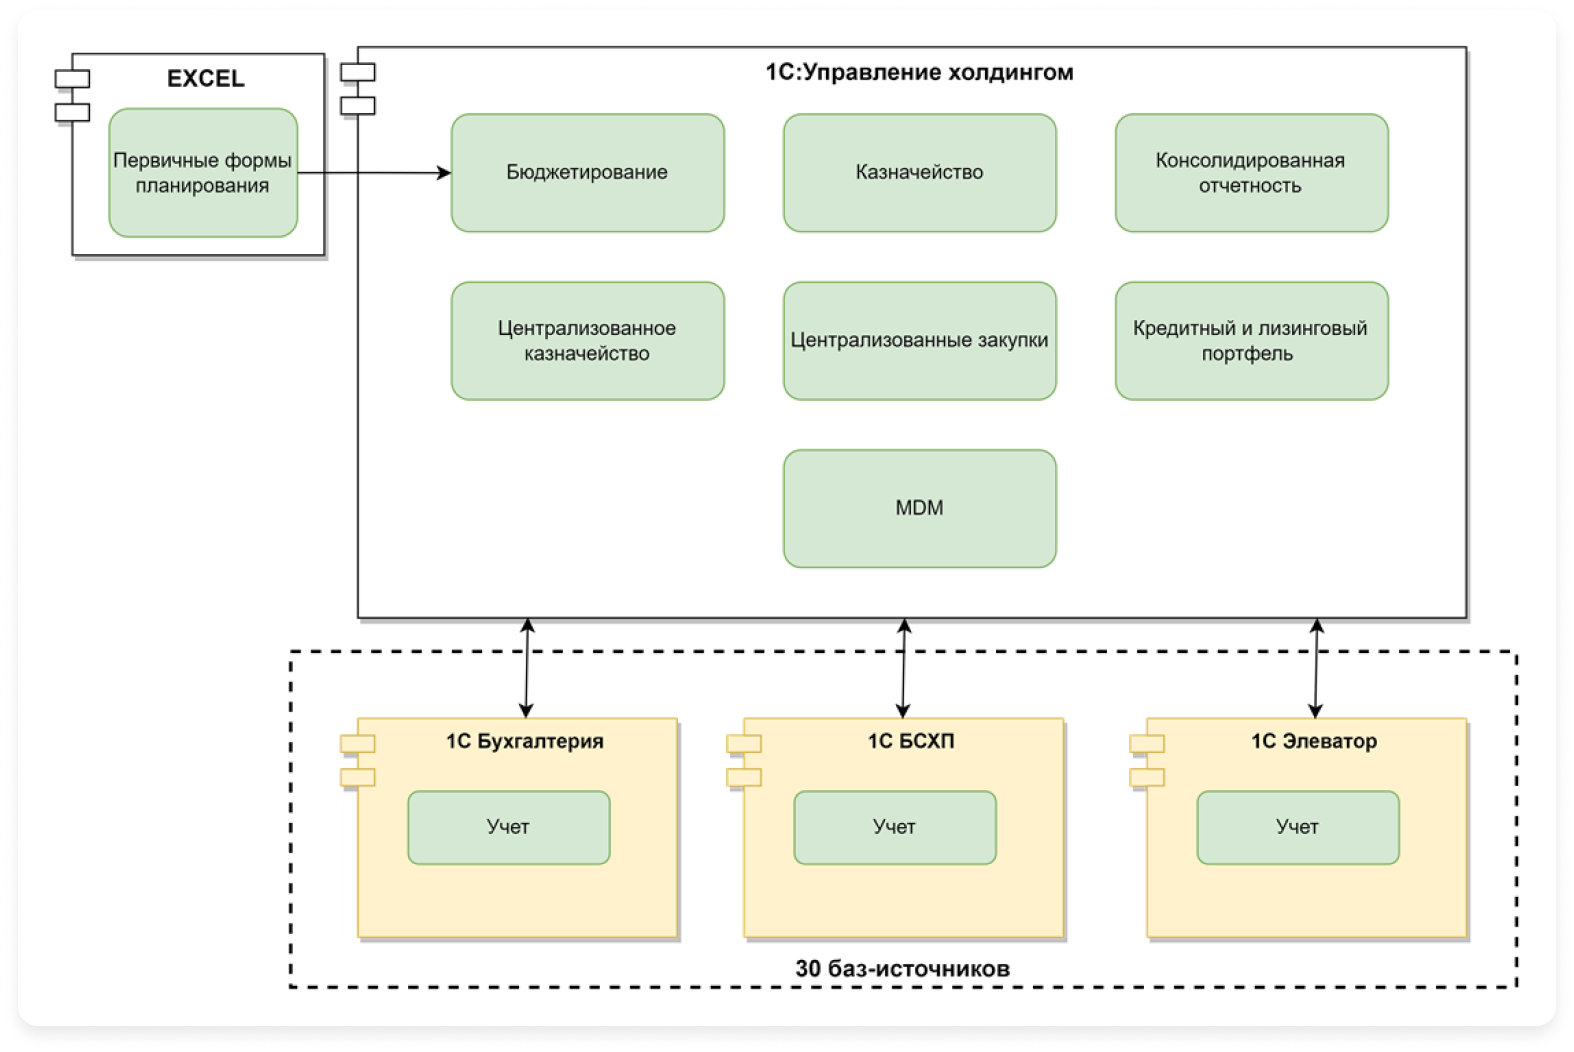 EXCEL
Первичные формы
планирования
1С:Управление холдингом
Бюджетирование
Казначейство
Консолидированная
отчетность
Централизованное
казначейство
Централизованные закупки
Кредитный и лизинговый
портфель
MDM
1С Бухгалтерия
Учет
1С БСХП
Учет
1С Элеватор
Учет
30 баз-источников